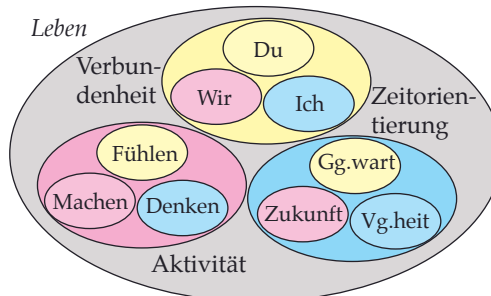 Leben
Du
Verbun-
denheit
Wir
Ich
Zeitorien-
tierung
Fühlen
Machen
Denken
Gg.wart
Zukunft
Vg.heit
Aktivität